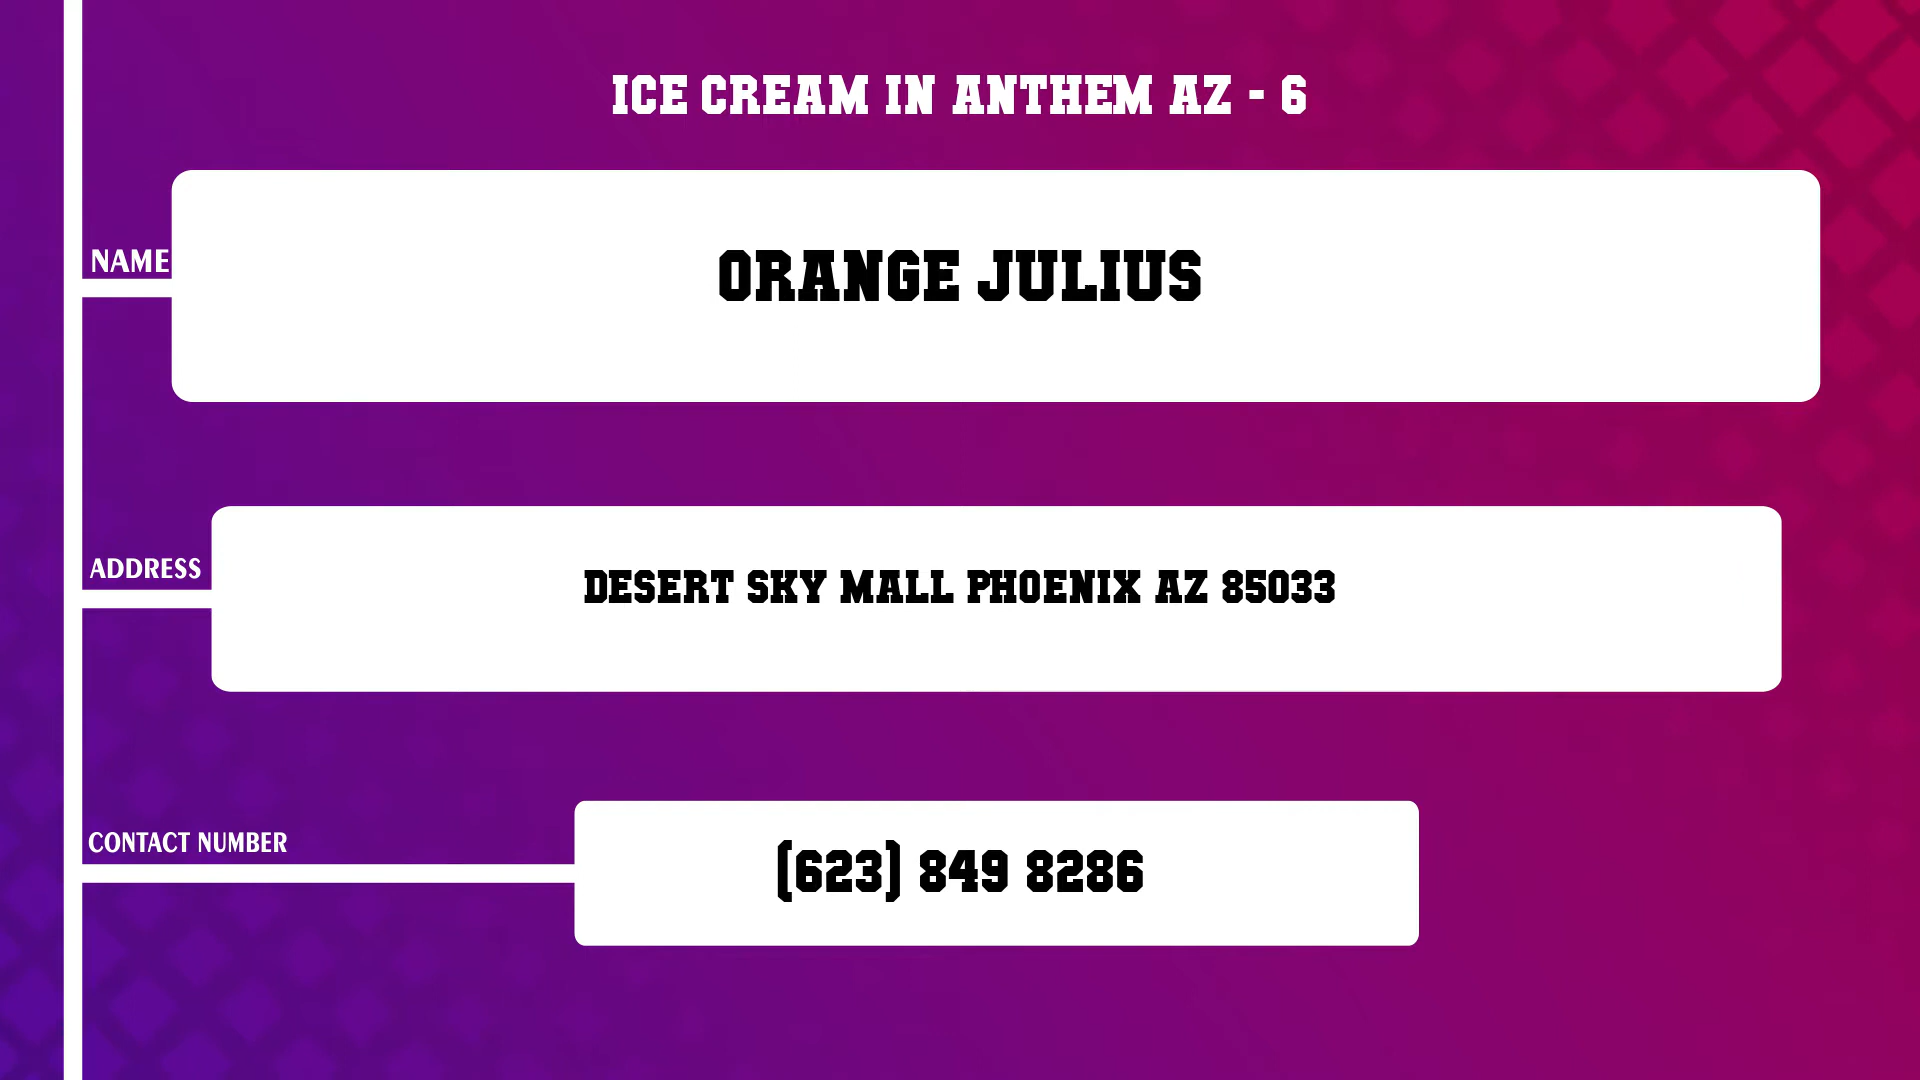 ICE CREAM IN ANTHEM AZ - 6
NAME
ORANGE JULIUS
ADDRESS
DESERT SKY MALL PHOENIX AZ 85033
CONTACT NUMBER
(623) 849 8286